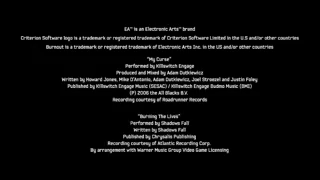 EA™ is an Electronic Arts™ brand
Criterion Software logo is a trademark or registered trademark of Criterion Software Limited in the U.S and/or other countries
Burnout is a trademark or registered trademark of Electronic Arts Inc. in the US and/or other countries
"My Curse"
Performed by Killswitch Engage
Produced and Mixed by Adam Dutkiewicz
Written by Howard Jones, Mike D'Antonio, Adam Dutkiewicz, Joel Stroezel and Justin Foley
Published by Killswitch Engage Music (SESAC) / Killswitch Engage Budmo Music (BMI)
(P) 2006 the All Blacks B.V.
Recording courtesy of Roadrunner Records
"Burning The Lives"
Performed by Shadows Fall
Written by Shadows Fall
Published by Chrysalis Publishing
Recording courtesy of Atlantic Recording Corp.
By arrangement with Warner Music Group Video Game Licensing